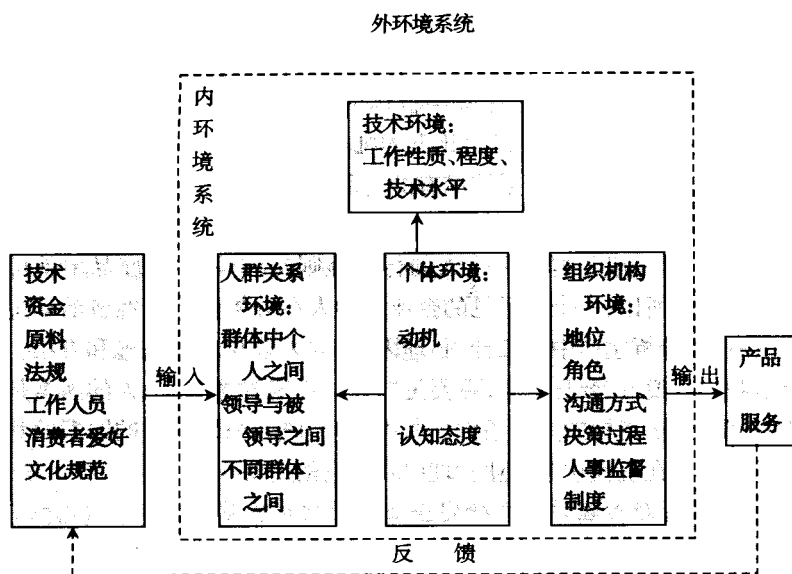 外环境系统
内环境系统
技术环境：
工作性质、程度、
技术水平
技术
资金
原料
法规
工作人员
消费者爱好
文化规范
输入
人群关系
环境：
群体中个
人之间
领导与被
领导之间
不同群体
之间
个体环境：
动机
认知态度
组织机构
环境：
地位
角色
沟通方式
决策过程
人事监督
制度
输出
产品
服务
反馈